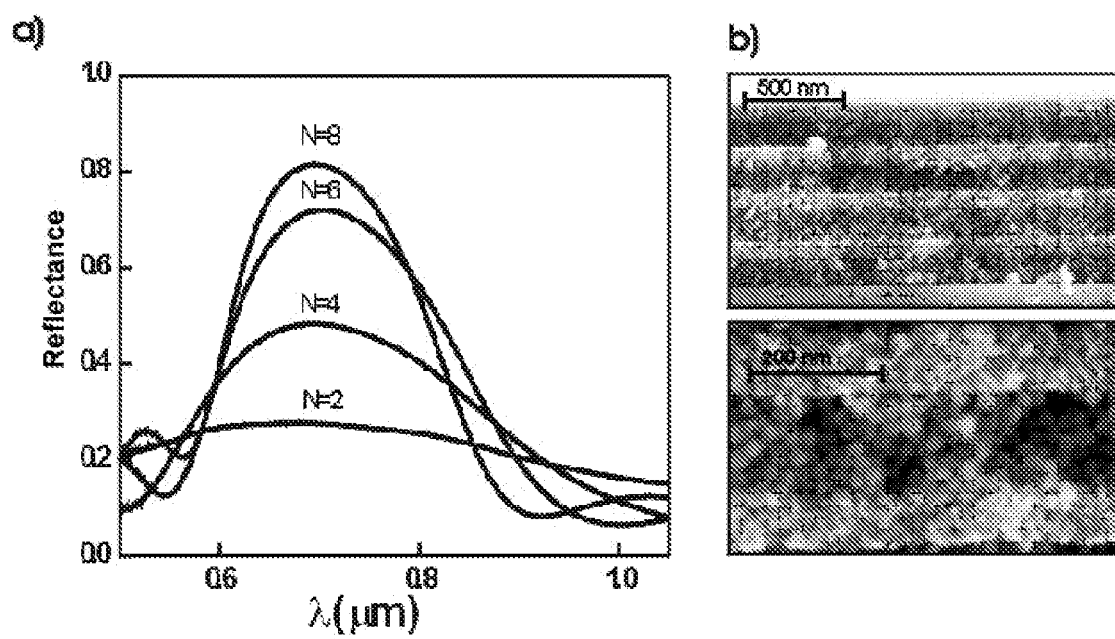 a)
1.0
0.8
0.6
0.4
0.2
0.0
Reflectance
N=8
N=6
N=4
N=2
0.6
0.8
1.0
λ(μm)
b)
500 nm
200 nm